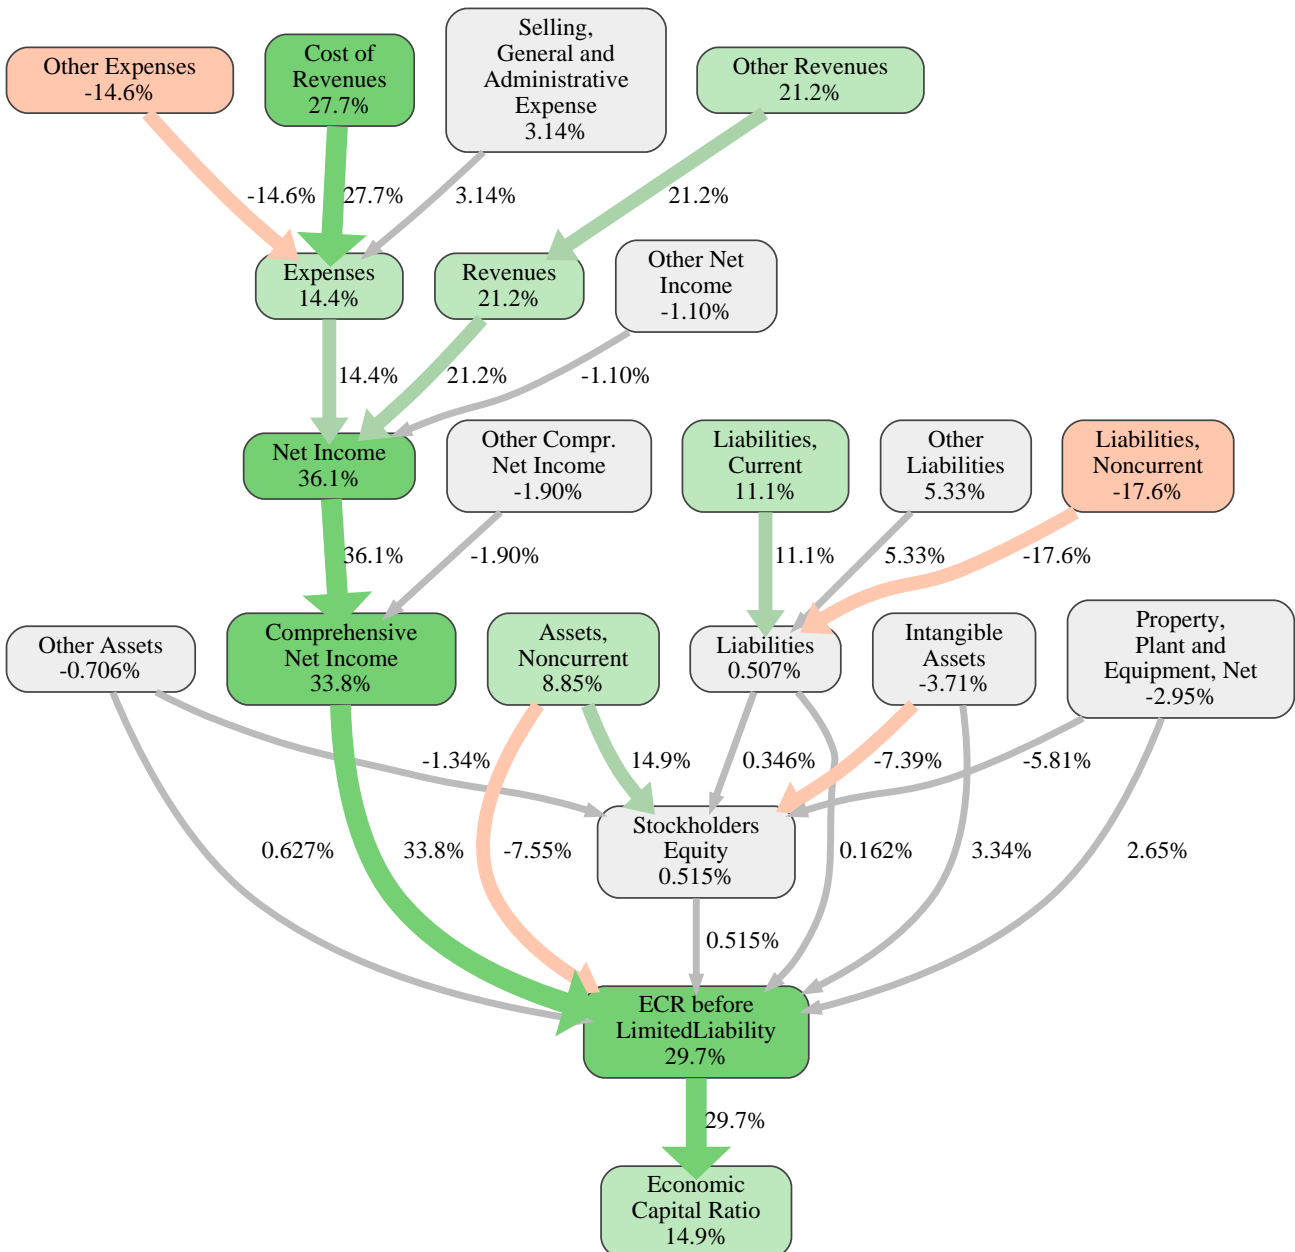 Other Expenses
-14.6%
Cost of
Revenues
27.7%
Selling,
General and
Administrative
Expense
3.14%
Other Revenues
21.2%
-14.6%
27.7%
3.14%
21.2%
Expenses
14.4%
Revenues
21.2%
Other Net
Income
-1.10%
14.4%
21.2%
-1.10%
Net Income
36.1%
Other Compr.
Net Income
-1.90%
Liabilities,
Current
11.1%
Other
Liabilities
5.33%
Liabilities,
Noncurrent
-17.6%
36.1%
-1.90%
11.1%
5.33%
-17.6%
Other Assets
-0.706%
Comprehensive
Net Income
33.8%
Assets,
Noncurrent
8.85%
Liabilities
0.507%
Intangible
Assets
-3.71%
Property,
Plant and
Equipment, Net
-2.95%
-1.34%
14.9%
0.346%
-7.39%
-5.81%
Stockholders
Equity
0.515%
0.627%
33.8%
-7.55%
0.162%
3.34%
2.65%
0.515%
ECR before
LimitedLiability
29.7%
29.7%
Economic
Capital Ratio
14.9%